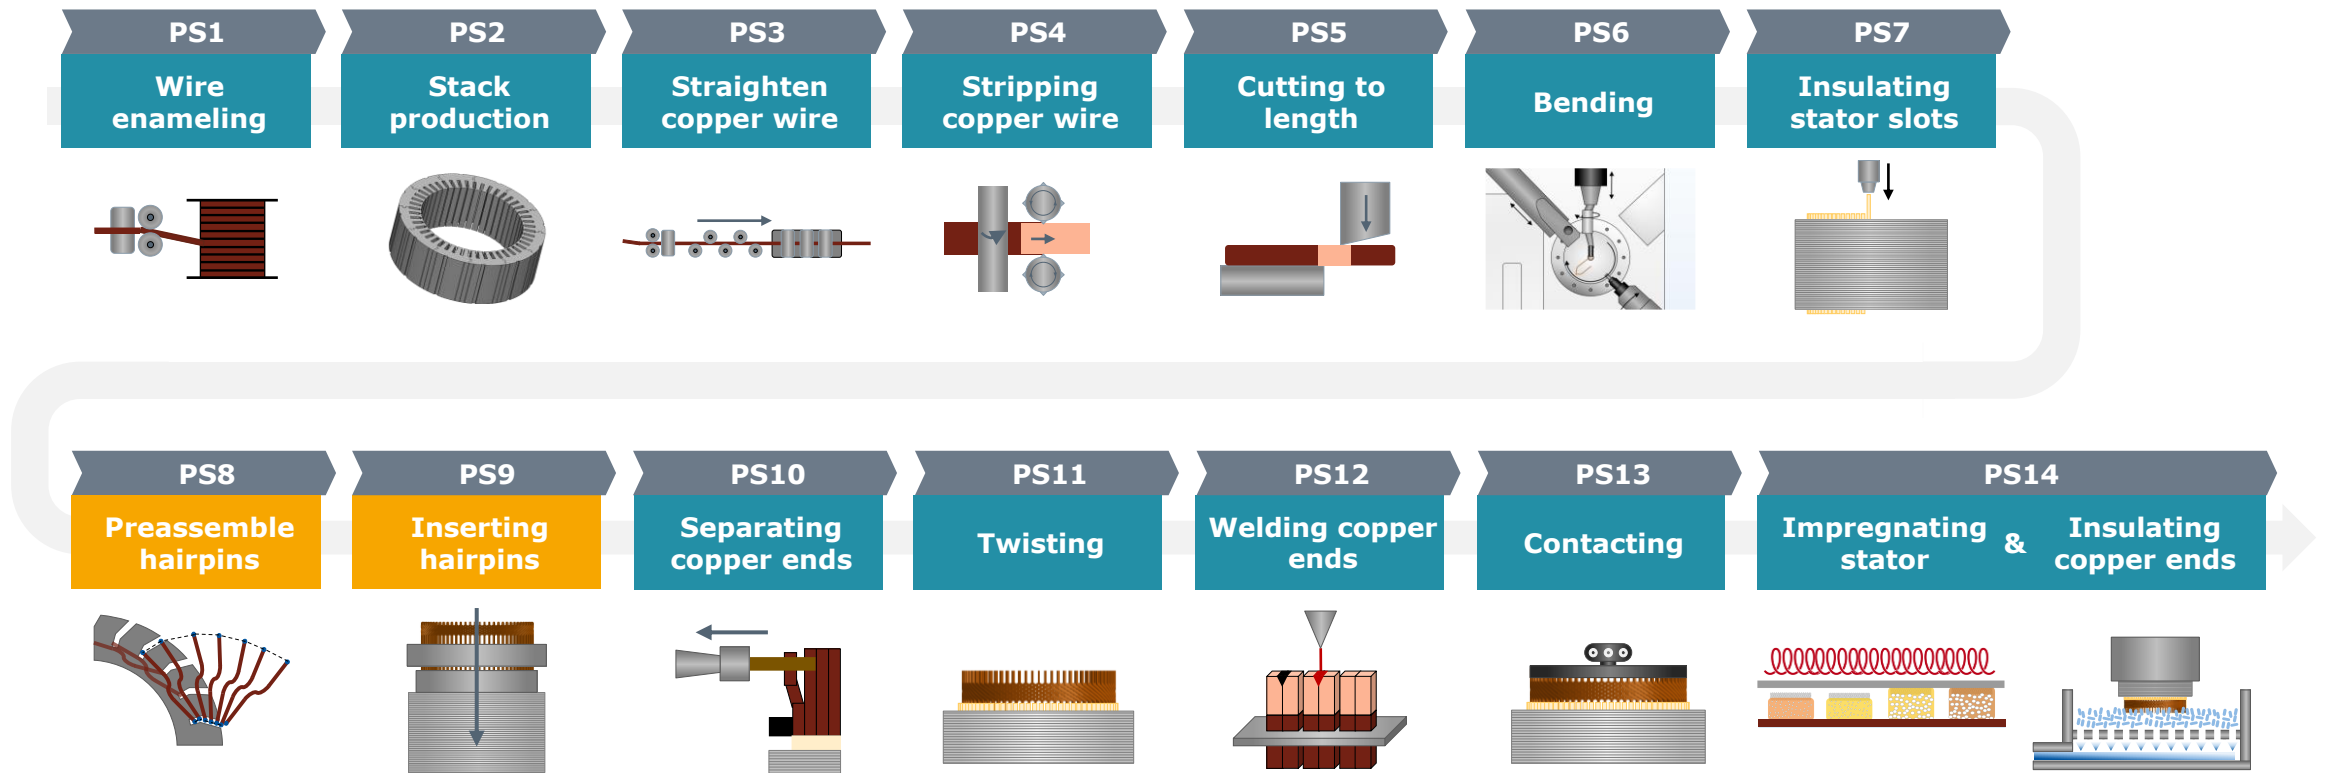 PS1
Wire
enameling
PS2
Stack
production
PS3
Straighten
copper wire
PS4
Stripping
copper wire
PS5
Cutting to
length
PS6
Bending
PS7
Insulating
stator slots
PS8
Preassemble
hairpins
PS9
Inserting
hairpins
PS10
Separating
copper ends
PS11
Twisting
PS12
Welding copper
ends
PS13
Contacting
PS14
Impregnating
stator
&
Insulating
copper ends